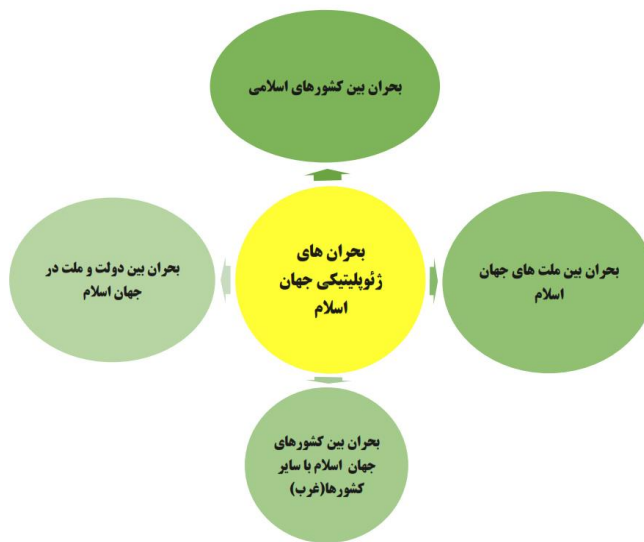 بحران بین کشورهای اسلامی
بحران های
ژئوپلیتیکی جهان
اسلام
بحران بین ملت های جهان
اسلام
بحران بین کشورهای
جهان اسلام با سایر
کشورها(غرب)
بحران بین دولت و ملت در
جهان اسلام